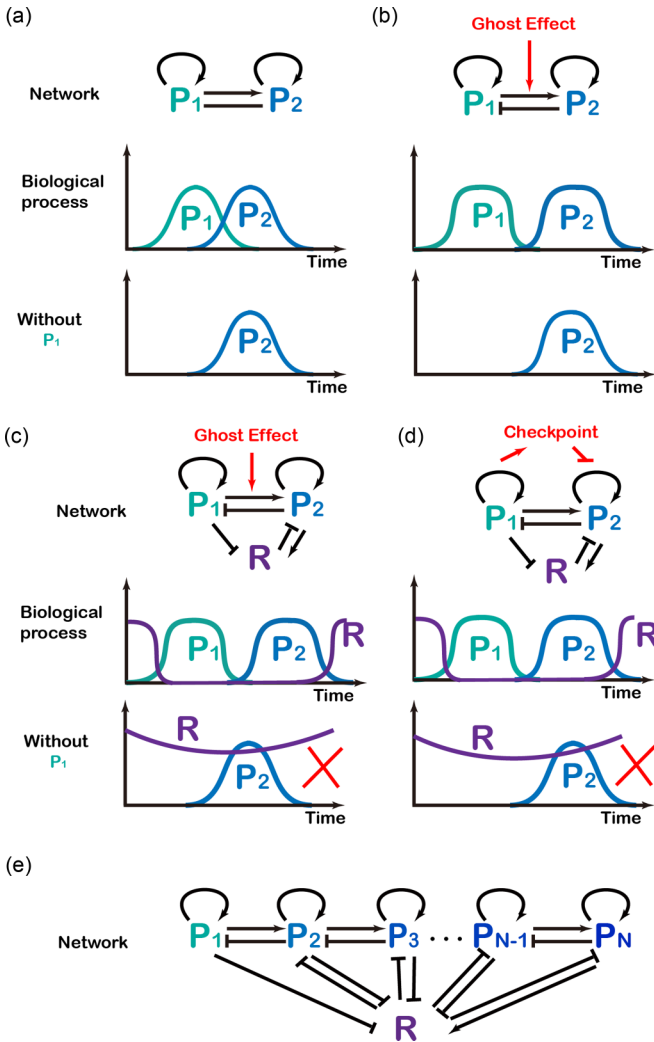 (a)
Network
P1 P2
Biological
process
P1 P2
Time
Without
P1
P2
Time
(b)
Ghost Effect
P1 P2
P1 P2
Time
P2
Time
(c)
Ghost Effect
Network
P1 P2
R
Biological
process
P1 P2 R
Time
Without
P1
R
P2
Time
(d)
Checkpoint
P1 P2
R
P1 P2 R
Time
R
P2
Time
(e)
Network
P1 P2 P3 ··· PN-1 PN
R